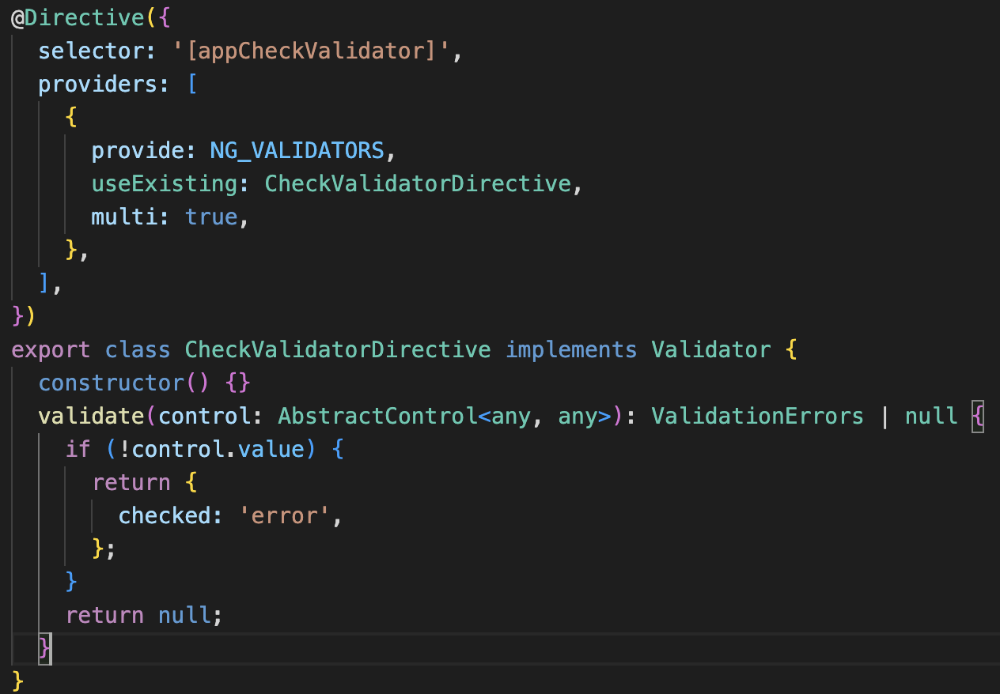 @Directive({
  selector: '[appCheckValidator]',
  providers: [
    {
      provide: NG_VALIDATORS,
      useExisting: CheckValidatorDirective,
      multi: true,
    },
  ],
})
export class CheckValidatorDirective implements Validator {
  constructor() {}
  validate(control: AbstractControl<any, any>): ValidationErrors | null {
    if (!control.value) {
      return {
        checked: 'error',
      };
    }
    return null;
  }
}